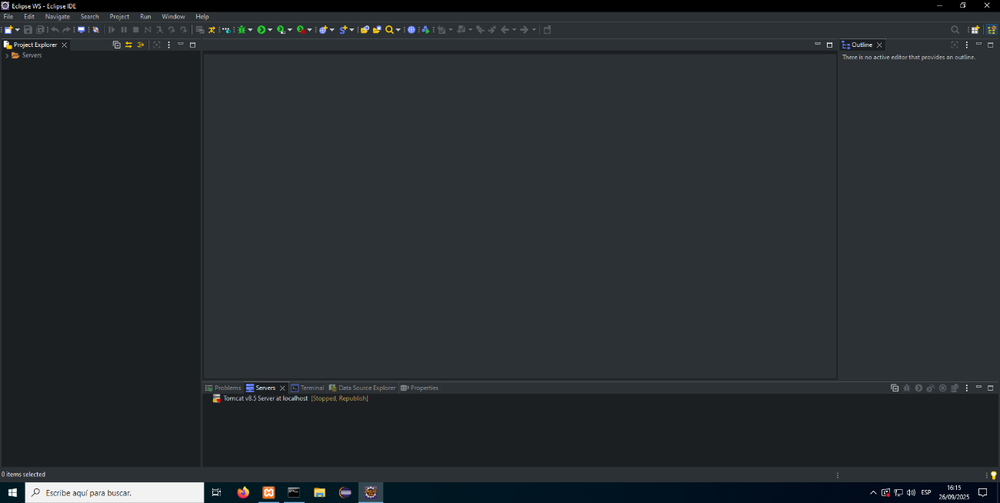 Eclipse WS - Eclipse IDE
File Edit Navigate Search Project Run Window Help
Project Explorer
Outline
Servers
There is no active editor that provides an outline.
Problems Servers Terminal Data Source Explorer Properties
Tomcat v8.5 Server at localhost [Stopped, Republish]
0 items selected
Escribe aquí para buscar.
ESP
16:15
26/09/2025